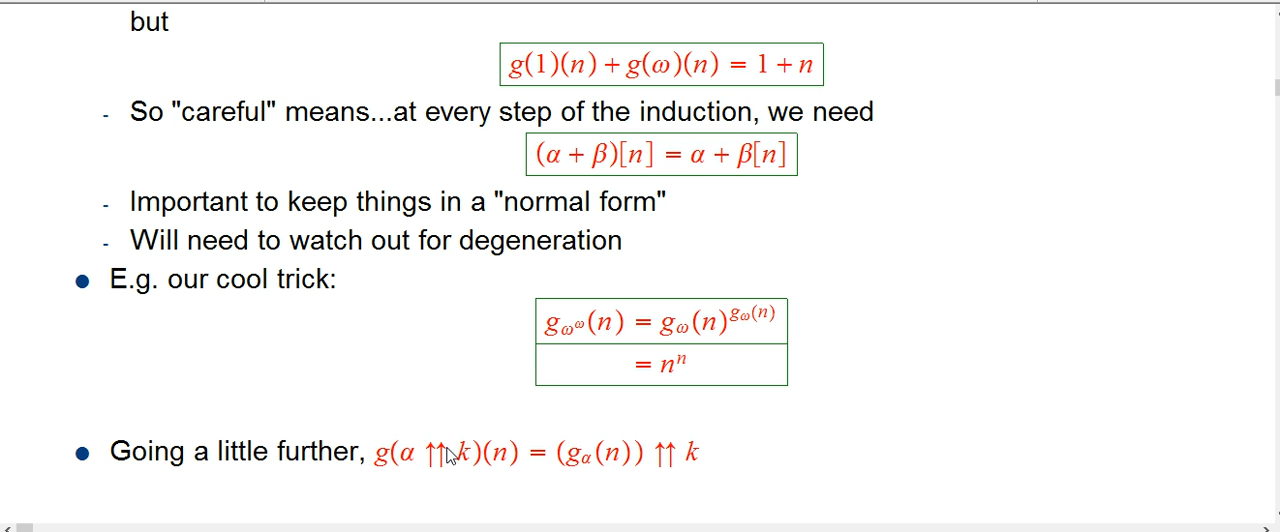 but
g(1)(n) + g(ω)(n) = 1 + n
- So "careful" means...at every step of the induction, we need
(α + β)[n] = α + β[n]
- Important to keep things in a "normal form"
- Will need to watch out for degeneration
● E.g. our cool trick:
g_{ω^ω}(n) = g_ω(n)^{g_ω(n)}
= n^n
● Going a little further, g(α ↑↑ k)(n) = (g_α(n)) ↑↑ k